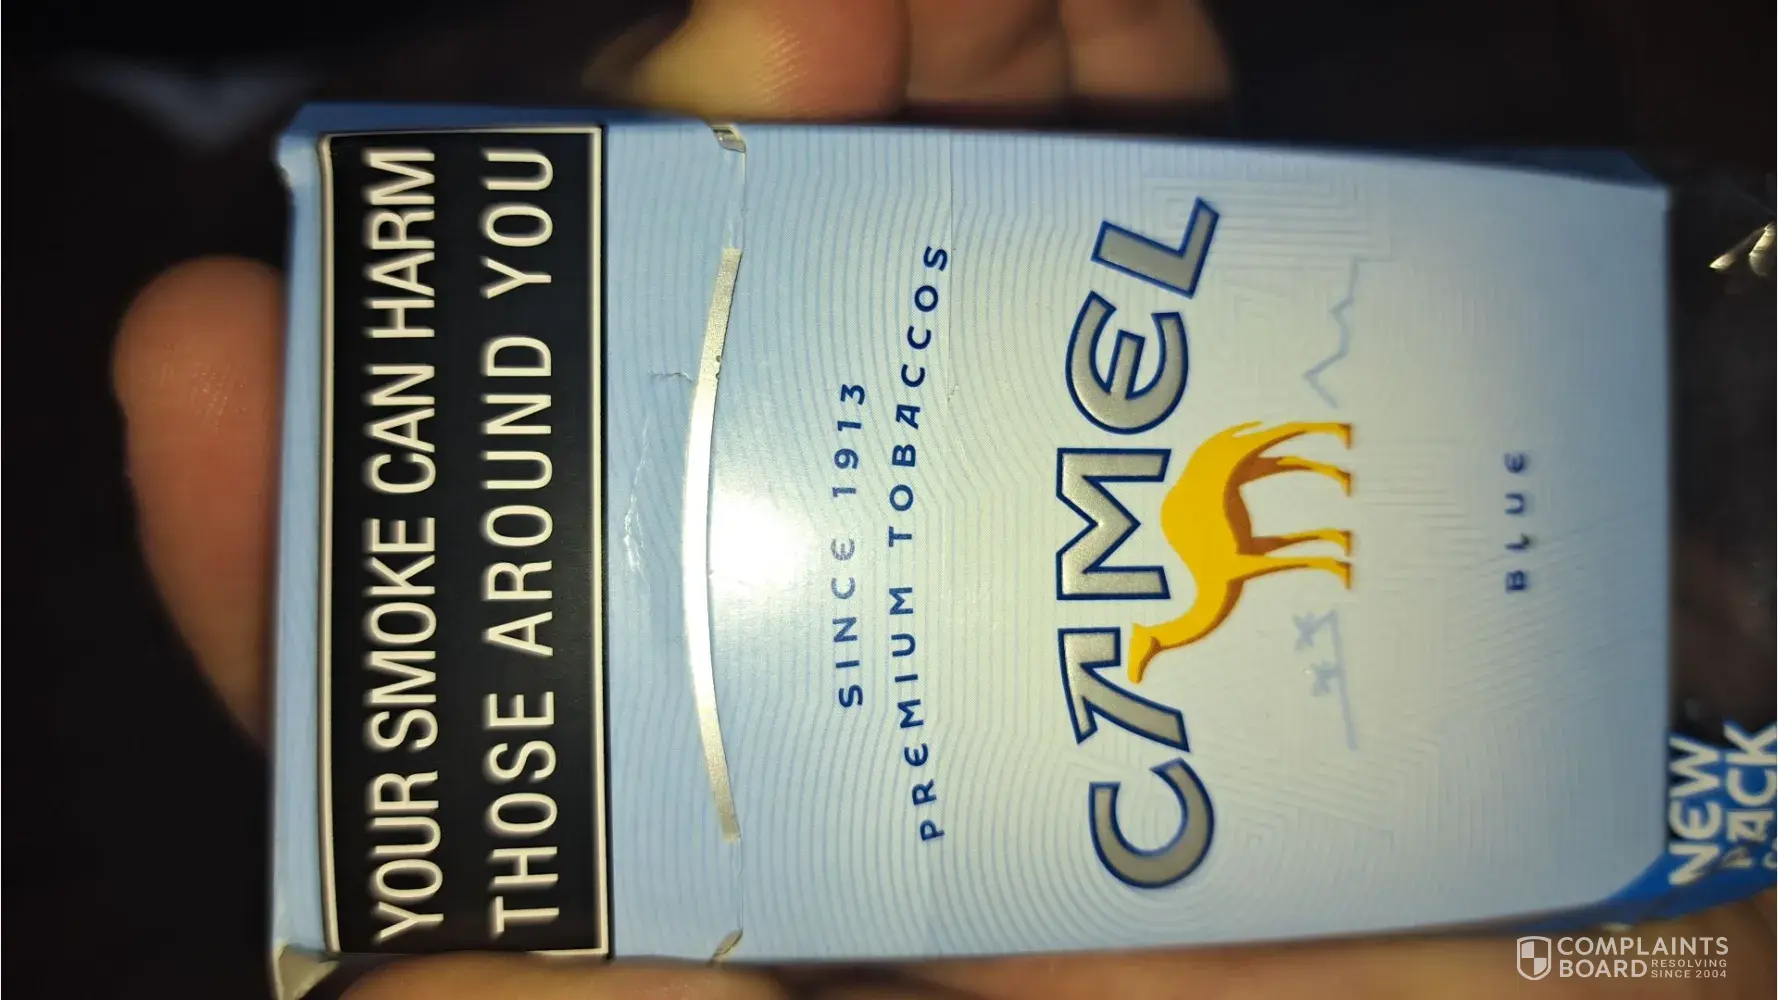 YOUR SMOKE CAN HARM
THOSE AROUND YOU
SINCE 1913
PREMIUM TOBACCOS
CAMEL
BLUE
NEW
PACK
COMPLAINTS
BOARD
RESOLVING
SINCE 2004